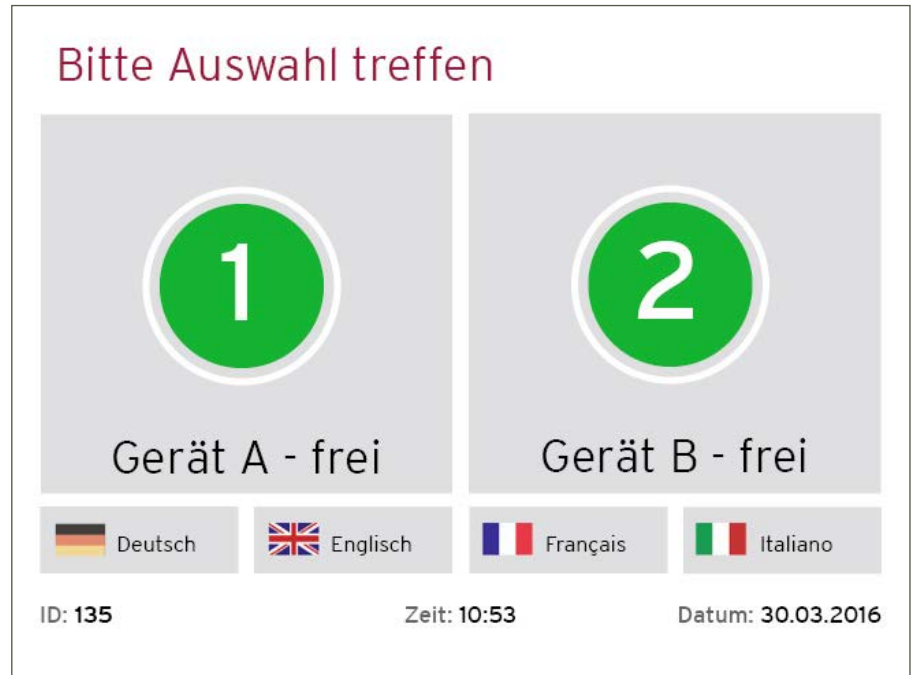 Bitte Auswahl treffen
1
2
Gerät A - frei
Gerät B - frei
Deutsch
Englisch
Français
Italiano
ID: 135
Zeit: 10:53
Datum: 30.03.2016